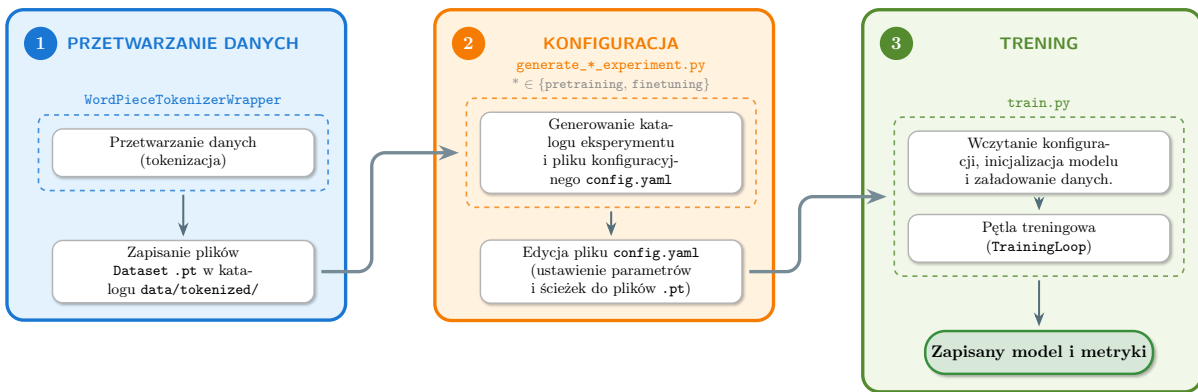 1 PRZETWARZANIE DANYCH
WordPieceTokenizerWrapper
Przetwarzanie danych
(tokenizacja)
Zapisanie plików
Dataset .pt w kata-
logu data/tokenized/
2 KONFIGURACJA
generate_*_experiment.py
* ∈ {pretraining, finetuning}
Generowanie kata-
logu eksperymentu
i pliku konfiguracyj-
nego config.yaml
Edycja pliku config.yaml
(ustawienie parametrów
i ścieżek do plików .pt)
3 TRENING
train.py
Wczytanie konfigura-
cji, inicjalizacja modelu
i załadowanie danych.
Pętla treningowa
(TrainingLoop)
Zapisany model i metryki